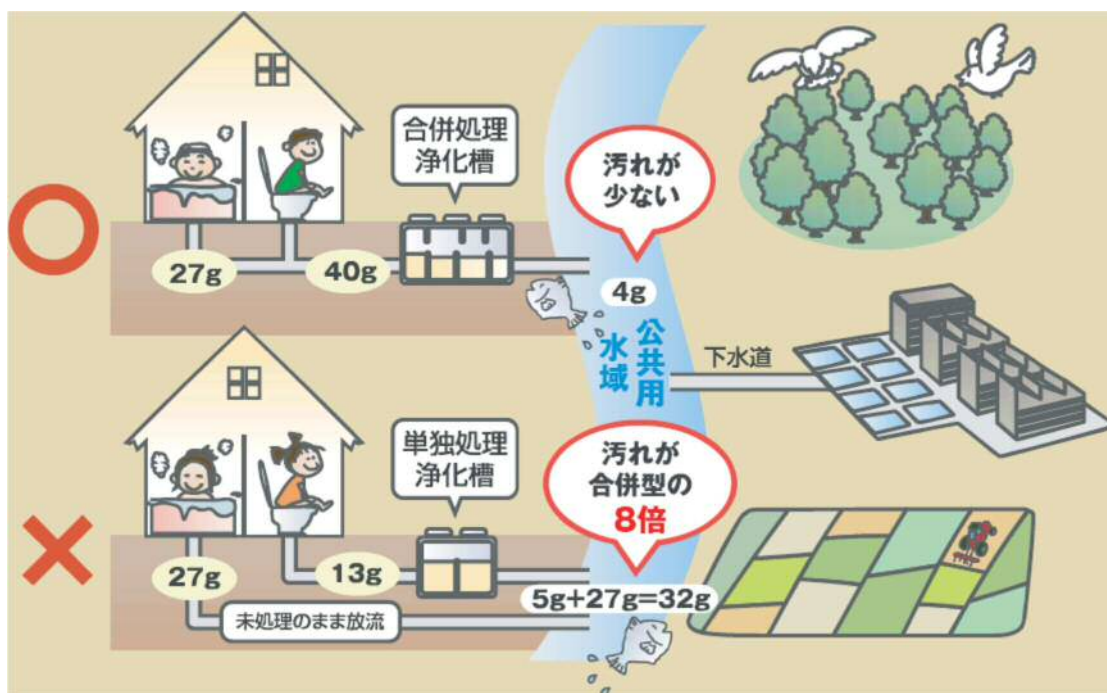 合併処理
浄化槽
汚れが
少ない
27g
40g
4g
公共用
水域
下水道
単独処理
浄化槽
汚れが
合併型の
8倍
27g
13g
5g+27g=32g
未処理のまま放流